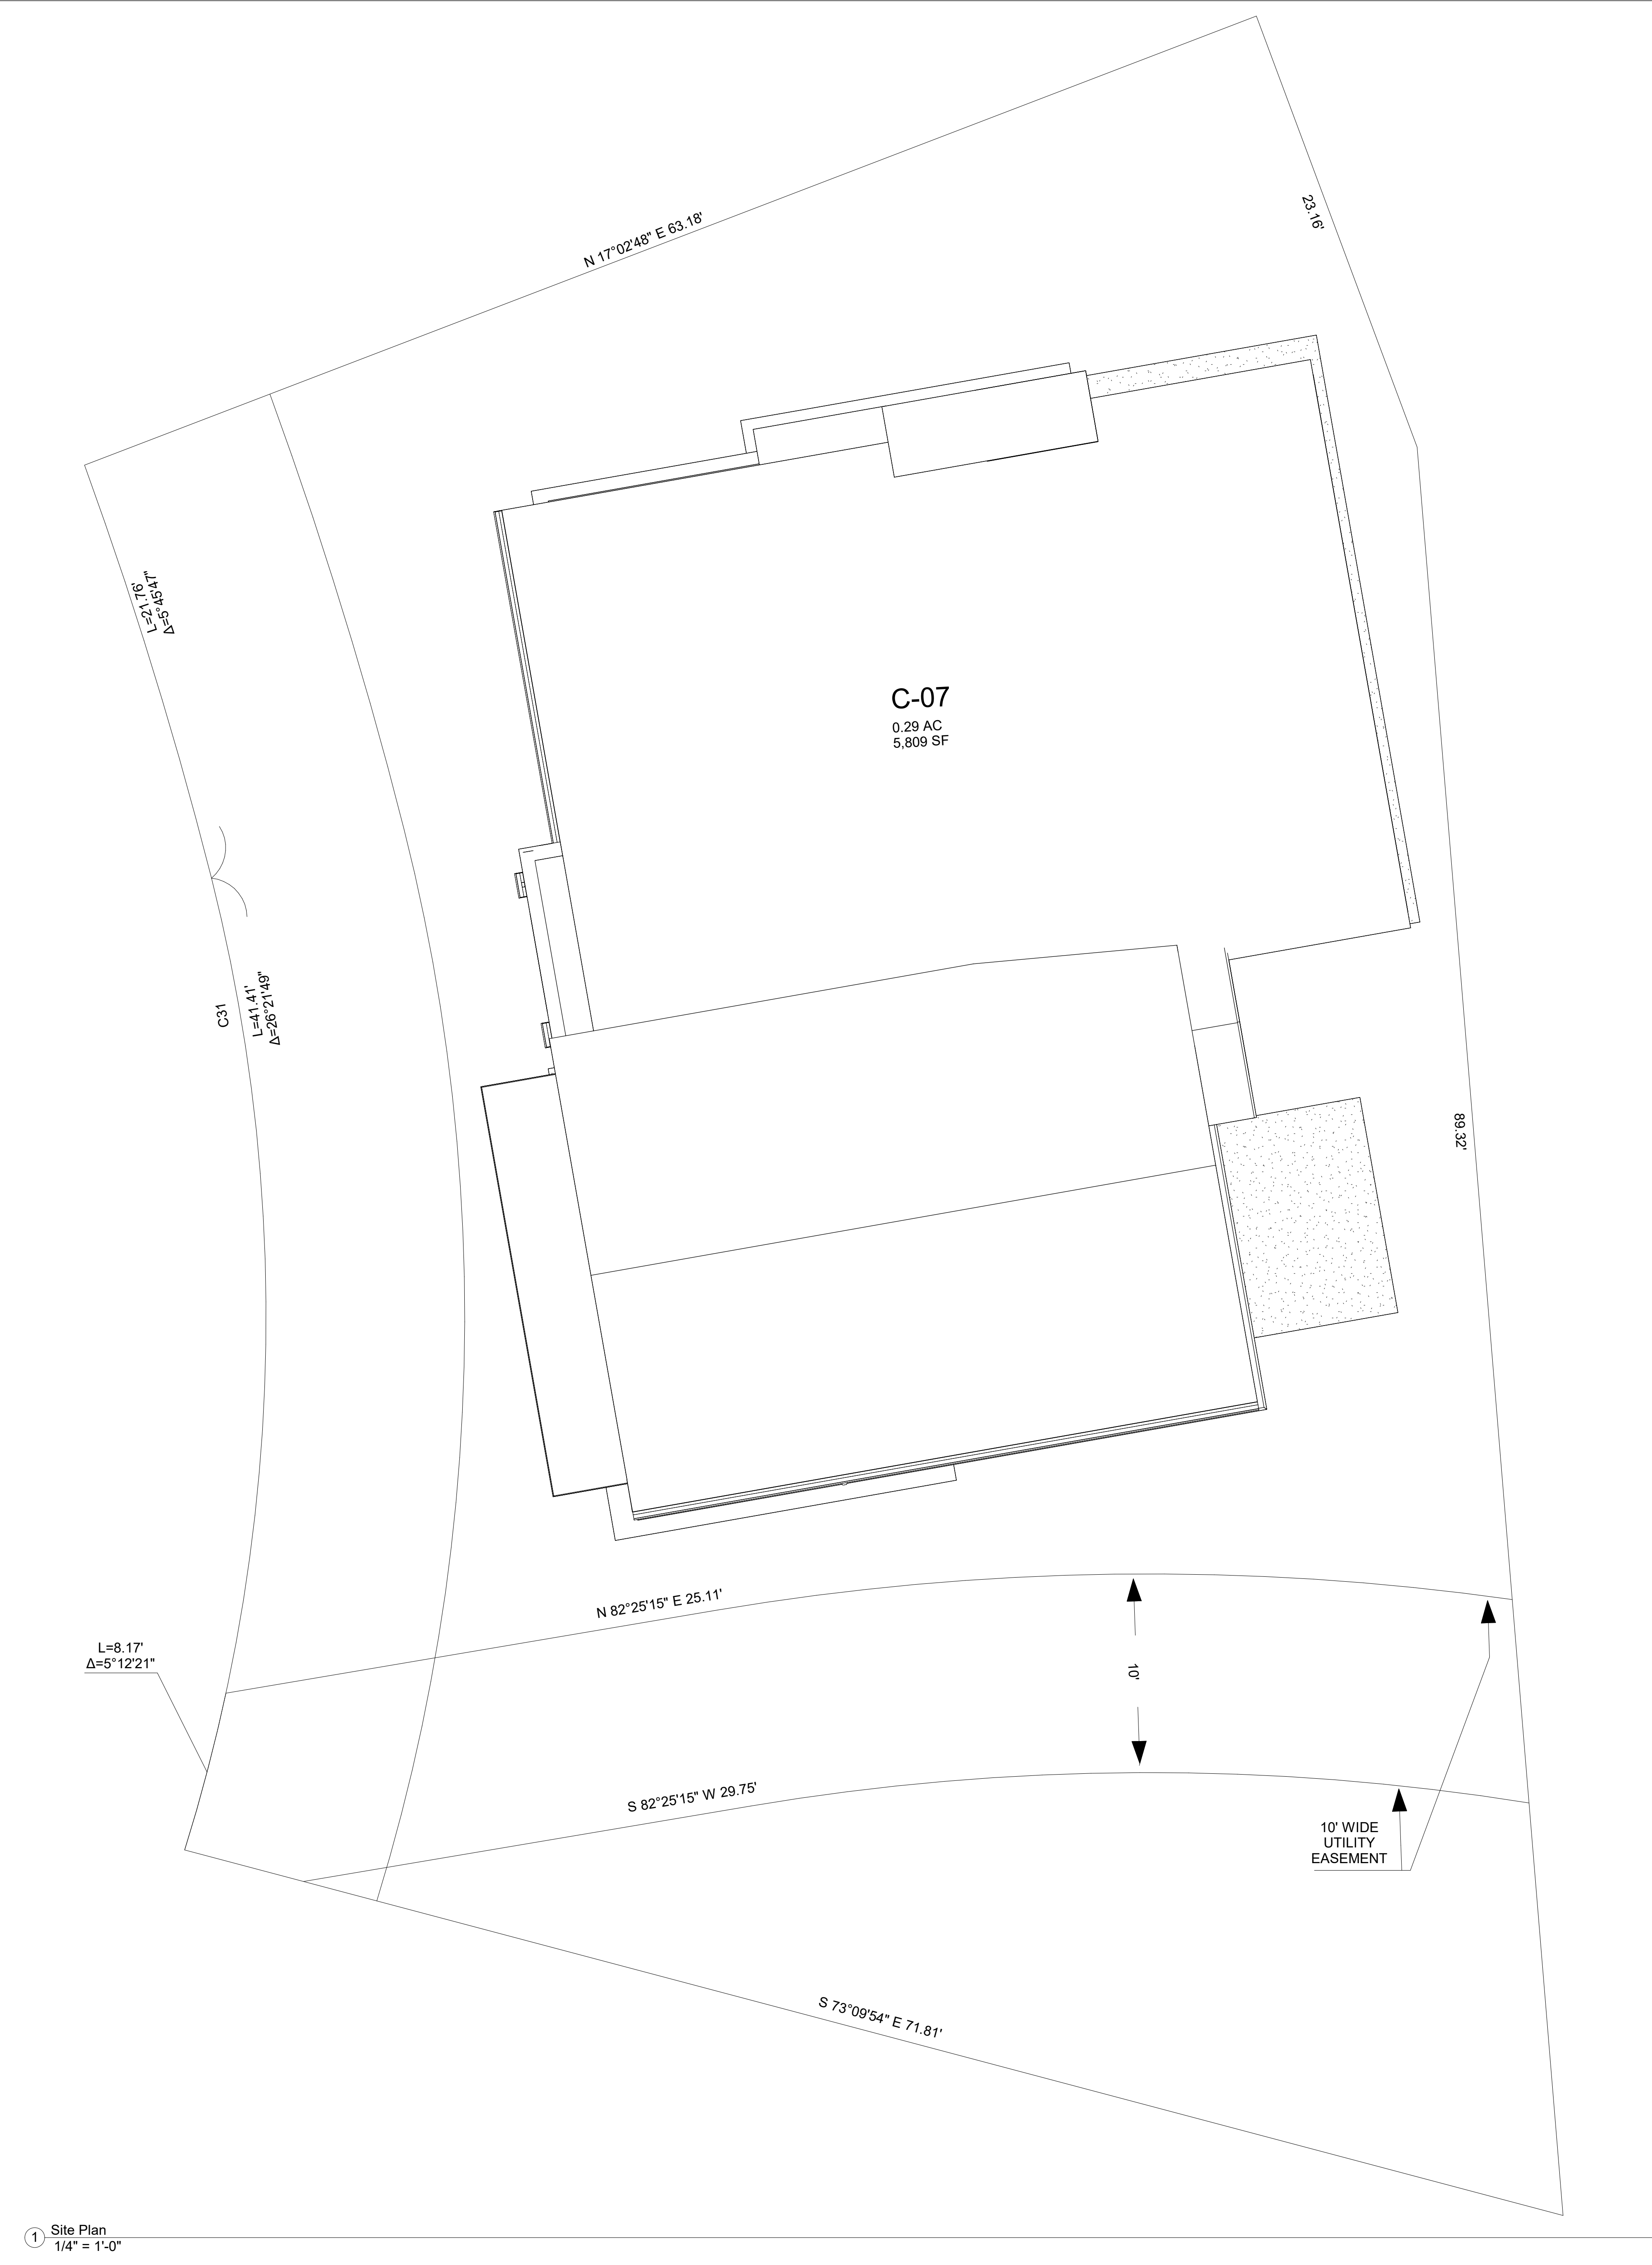 N 17°02'48" E 63.18'
23.16'
L=21.76'
Δ=5°45'47"
C-07
0.29 AC
5,809 SF
C31
L=41.41'
Δ=26°21'49"
89.32'
N 82°25'15" E 25.11'
L=8.17'
Δ=5°12'21"
10'
S 82°25'15" W 29.75'
10' WIDE
UTILITY
EASEMENT
S 73°09'54" E 71.81'
1
Site Plan
1/4" = 1'-0"